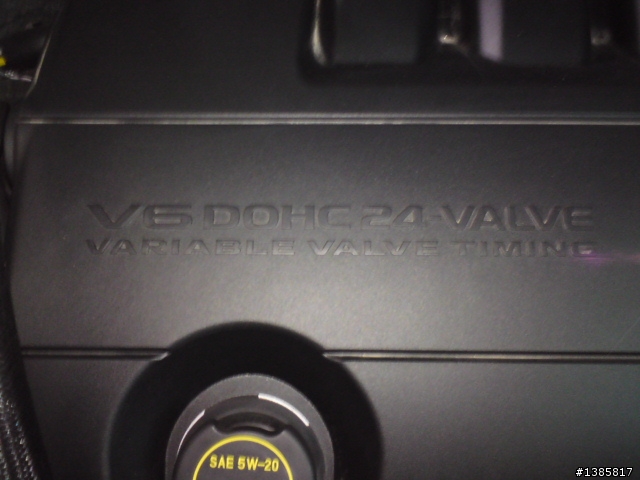 V6 DOHC 24-VALVE
VARIABLE VALVE TIMING
SAE 5W-20
#1385817